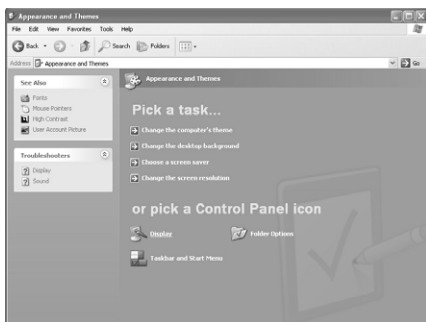 Appearance and Themes
File Edit View Favorites Tools Help
Back Search Folders
Address Appearance and Themes Go
See Also
Fonts
Mouse Pointers
High Contrast
User Account Picture
Troubleshooters
Display
Sound
Appearance and Themes
Pick a task...
Change the computer's theme
Change the desktop background
Choose a screen saver
Change the screen resolution
or pick a Control Panel icon
Display Folder Options
Taskbar and Start Menu